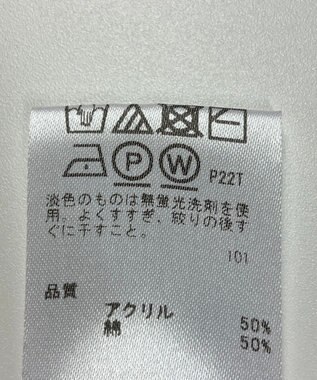 P W P22T
淡色のものは無蛍光洗剤を使
用。よくすすぎ、絞りの後す
ぐに干すこと。
101
品質
アクリル 50%
綿 50%